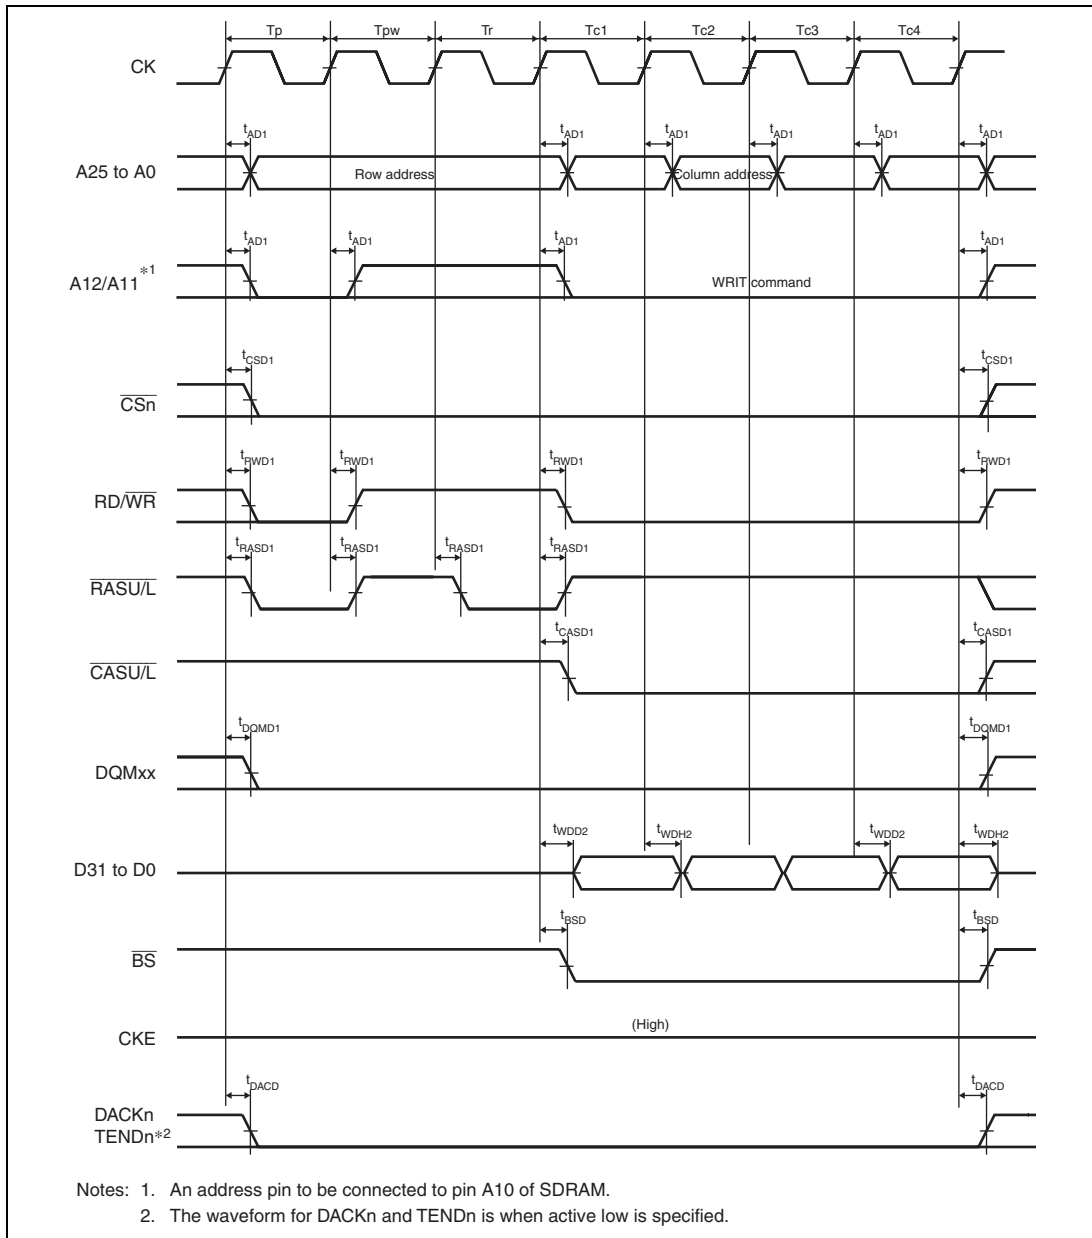 Tp Tpw Tr Tc1 Tc2 Tc3 Tc4
CK
tAD1 tAD1 tAD1 tAD1 tAD1 tAD1
A25 to A0 Row address Column address
tAD1 tAD1 tAD1 tAD1
A12/A11*1 WRIT command
tCSD1 tCSD1
CSn
tRWD1 tRWD1 tRWD1 tRWD1
RD/WR
tRASD1 tRASD1 tRASD1 tRASD1
RASU/L
tCASD1 tCASD1
CASU/L
tDQMD1 tDQMD1
DQMxx
tWDD2 tWDH2 tWDD2 tWDH2
D31 to D0
tBSD tBSD
BS
(High)
CKE
tDACD tDACD
DACKn
TENDn*2
Notes: 1. An address pin to be connected to pin A10 of SDRAM.
2. The waveform for DACKn and TENDn is when active low is specified.